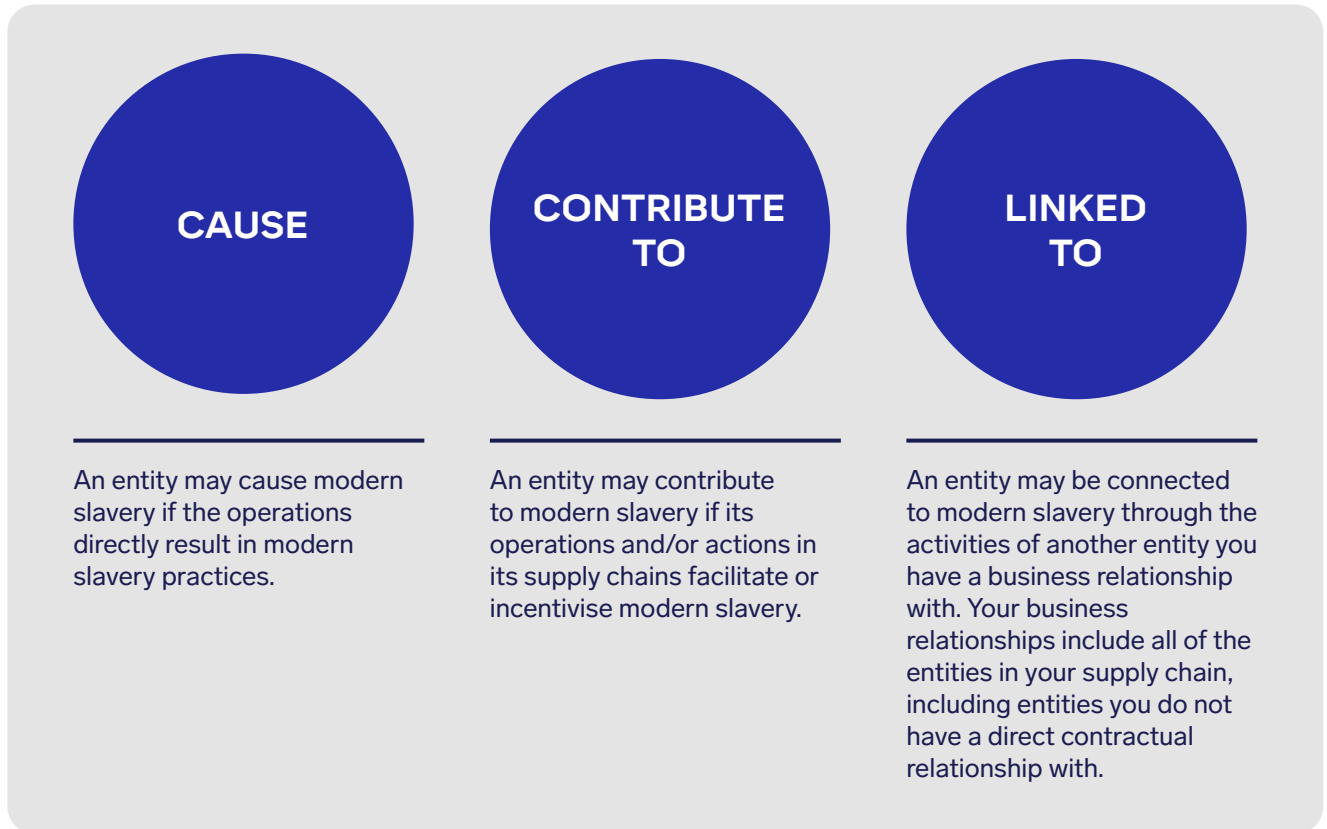 CAUSE
An entity may cause modern
slavery if the operations
directly result in modern
slavery practices.
CONTRIBUTE
TO
An entity may contribute
to modern slavery if its
operations and/or actions in
its supply chains facilitate or
incentivise modern slavery.
LINKED
TO
An entity may be connected
to modern slavery through the
activities of another entity you
have a business relationship
with. Your business
relationships include all of the
entities in your supply chain,
including entities you do not
have a direct contractual
relationship with.